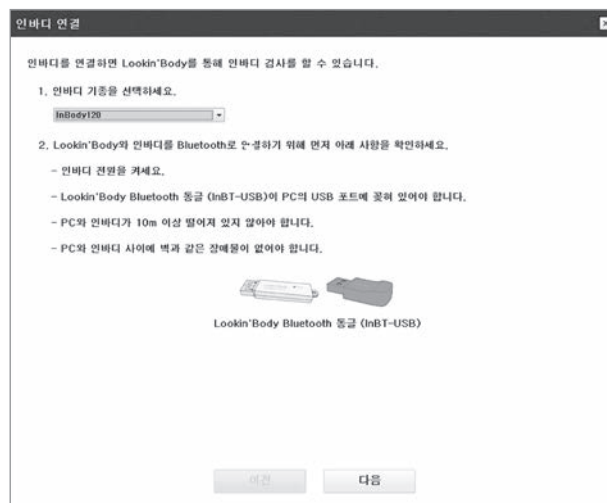 인바디 연결
인바디를 연결하면 Lookin'Body를 통해 인바디 검사를 할 수 있습니다.
1. 인바디 기종을 선택하세요.
InBody120
2. Lookin'Body와 인바디를 Bluetooth로 연결하기 위해 먼저 아래 사항을 확인하세요.
- 인바디 전원을 켜세요.
- Lookin'Body Bluetooth 동글 (InBT-USB)이 PC의 USB 포트에 꽂혀 있어야 합니다.
- PC와 인바디가 10m 이상 떨어져 있지 않아야 합니다.
- PC와 인바디 사이에 벽과 같은 장애물이 없어야 합니다.
Lookin'Body Bluetooth 동글 (InBT-USB)
이전 다음